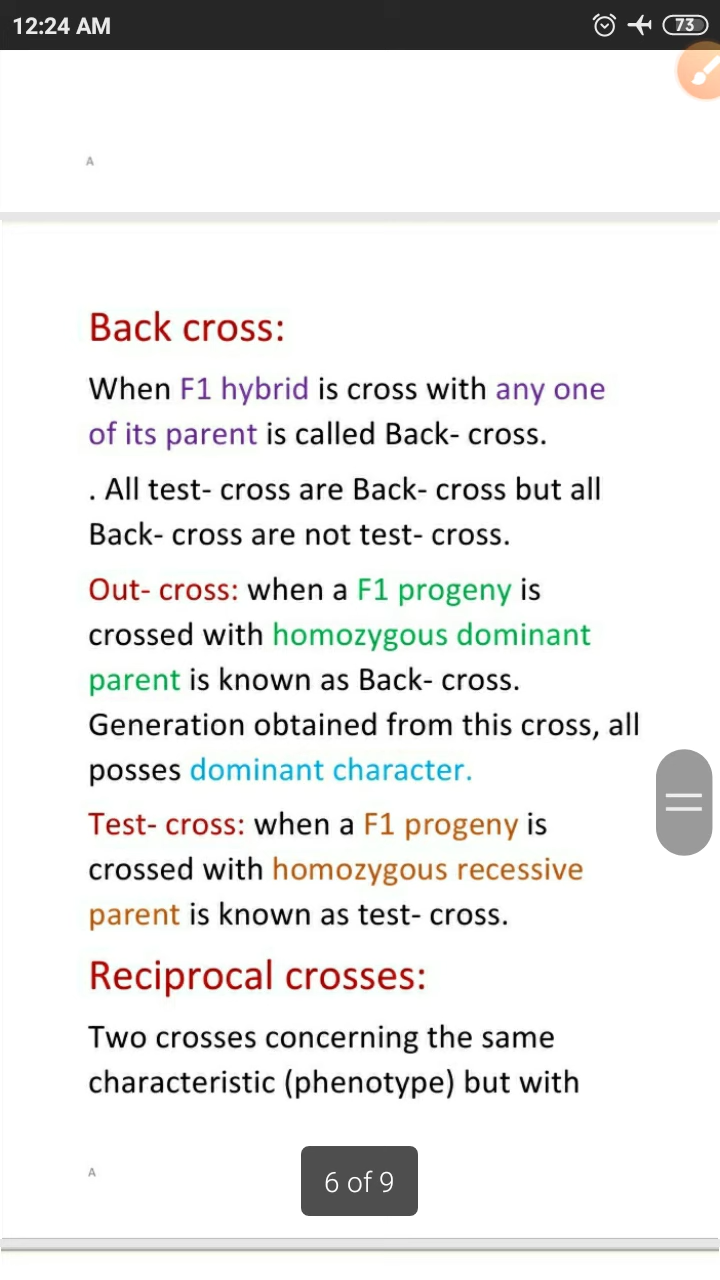 12:24 AM
73
A
Back cross:
When F1 hybrid is cross with any one
of its parent is called Back- cross.
. All test- cross are Back- cross but all
Back- cross are not test- cross.
Out- cross: when a F1 progeny is
crossed with homozygous dominant
parent is known as Back- cross.
Generation obtained from this cross, all
posses dominant character.
Test- cross: when a F1 progeny is
crossed with homozygous recessive
parent is known as test- cross.
Reciprocal crosses:
Two crosses concerning the same
characteristic (phenotype) but with
A
6 of 9